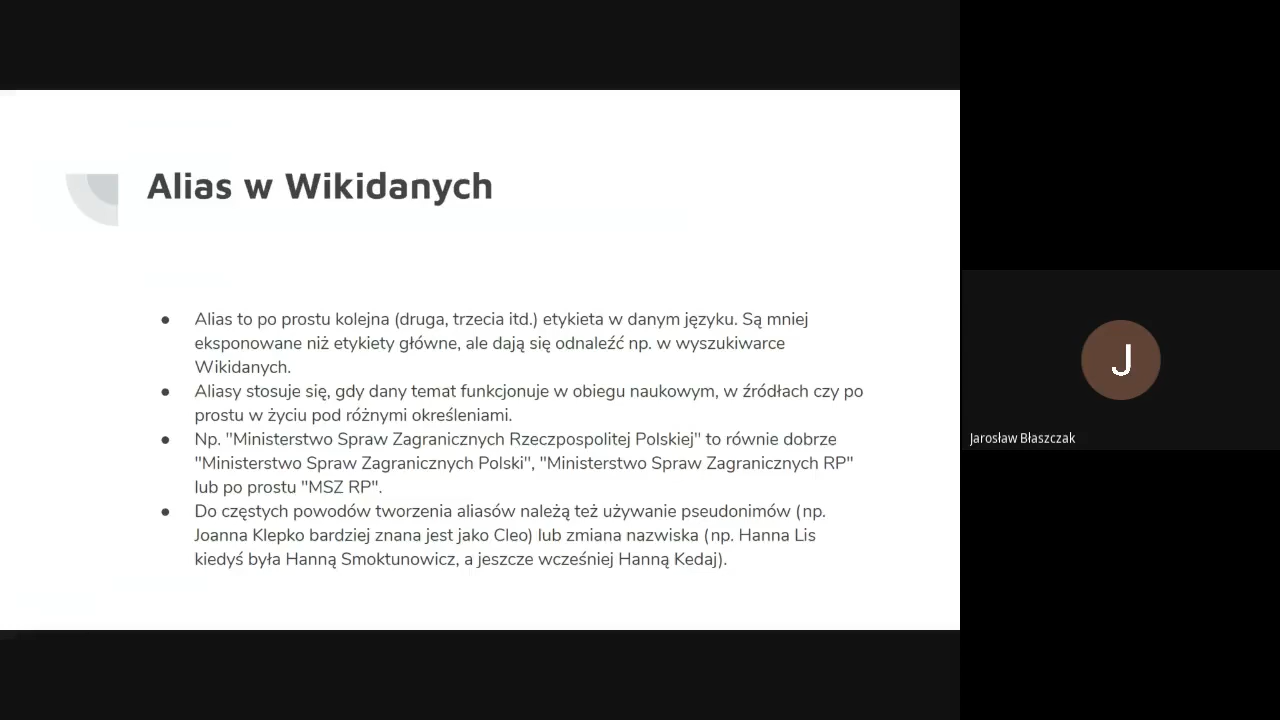 Alias w Wikidanych
● Alias to po prostu kolejna (druga, trzecia itd.) etykieta w danym języku. Są mniej
eksponowane niż etykiety główne, ale dają się odnaleźć np. w wyszukiwarce
Wikidanych.
● Aliasy stosuje się, gdy dany temat funkcjonuje w obiegu naukowym, w źródłach czy po
prostu w życiu pod różnymi określeniami.
● Np. "Ministerstwo Spraw Zagranicznych Rzeczpospolitej Polskiej" to równie dobrze
"Ministerstwo Spraw Zagranicznych Polski", "Ministerstwo Spraw Zagranicznych RP"
lub po prostu "MSZ RP".
● Do częstych powodów tworzenia aliasów należą też używanie pseudonimów (np.
Joanna Klepko bardziej znana jest jako Cleo) lub zmiana nazwiska (np. Hanna Lis
kiedyś była Hanną Smoktunowicz, a jeszcze wcześniej Hanną Kedaj).
J
Jarosław Błaszczak